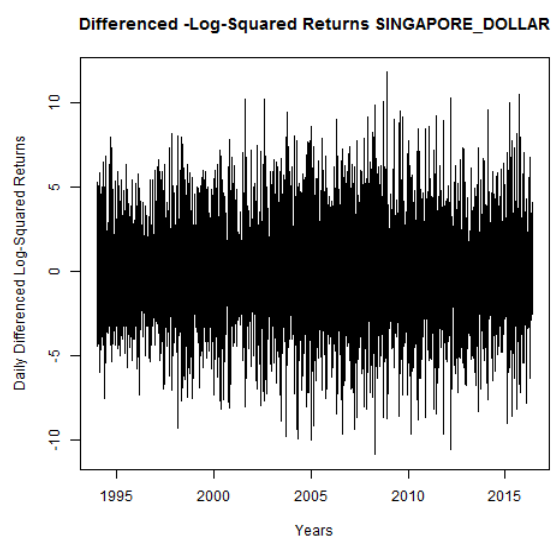 Differenced -Log-Squared Returns SINGAPORE_DOLLAR
Daily Differenced Log-Squared Returns
10
5
0
-5
-10
1995 2000 2005 2010 2015
Years